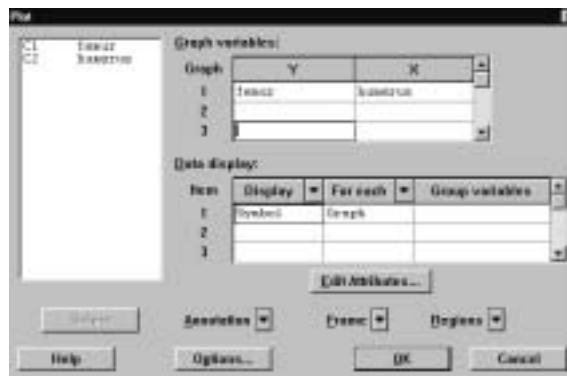 Plot
C1 femur
C2 humerus
Graph variables:
Graph Y X
1 femur humerus
2
3
Data display:
Item Display For each Group variables
1 Symbol Graph
2
3
Edit Attributes...
Select
Annotation Frame Regions
Help Options... OK Cancel